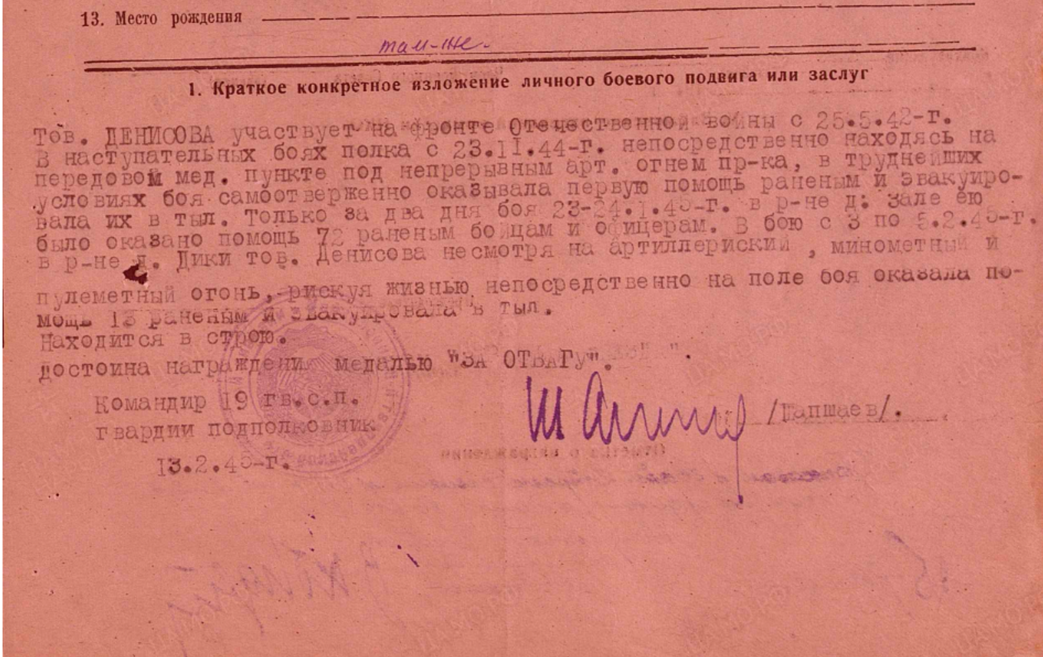 13. Место рождения
там-же.
1. Краткое конкретное изложение личного боевого подвига или заслуг
Тов. ДЕНИСОВА участвует на фронте Отечественной войны с 25.5.42-г.
В наступательных боях полка с 23.II.44-г. непосредственно находясь на
передовом мед. пункте под непрерывным арт. огнем пр-ка, в труднейших
условиях боя самоотверженно оказывала первую помощь раненым и эвакуиро-
вала их в тыл. Только за два дня боя 23-24.1.45-г. в р-не д. Зале ею
было оказано помощь 72 раненым бойцам и офицерам. В бою с 3 по 5.2.45-г.
в р-не д. Дики тов. Денисова несмотря на артиллериский , минометный и
пулеметный огонь, рискуя жизнью непосредственно на поле боя оказала по-
мощь 13 раненым и эвакуировала в тыл.
Находится в строю.
достойна награждения медалью "ЗА ОТВАГУ".
Командир 19 гв.с.п.
гвардии подполковник
/Шапшаев/.
13.2.45-г.